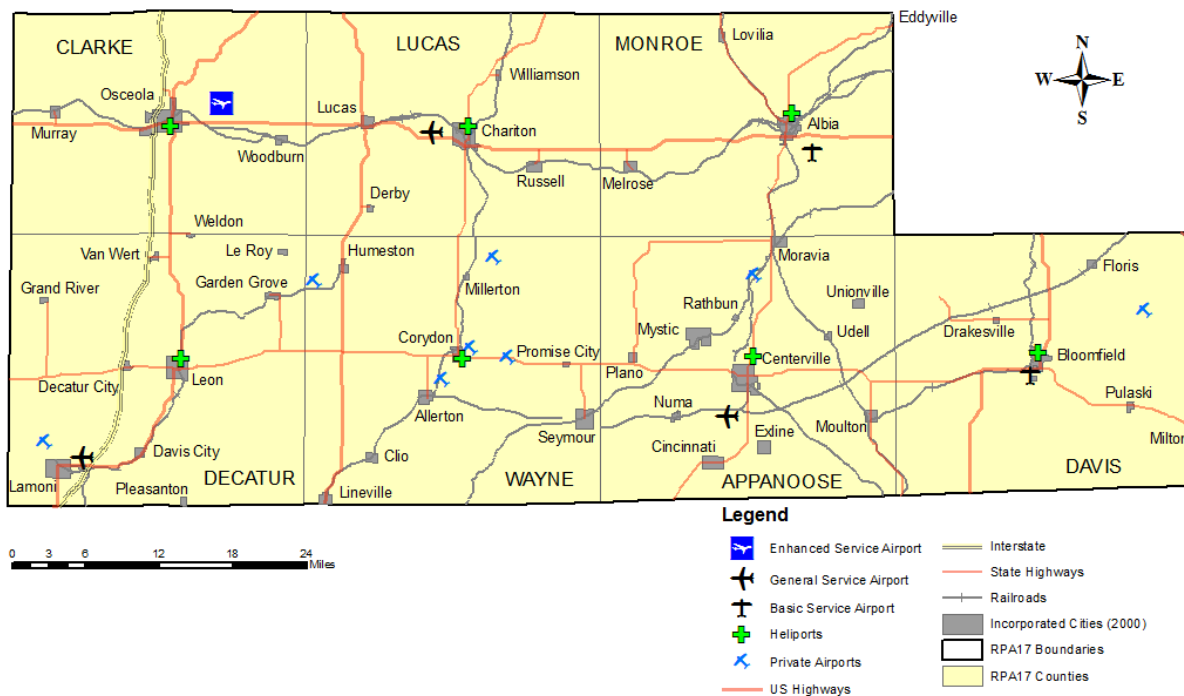 Eddyville
CLARKE
LUCAS
MONROE
Lovilia
N
W
E
S
Williamson
Osceola
Lucas
Chariton
Albia
Murray
Woodburn
Russell
Melrose
Derby
Weldon
Van Wert
Le Roy
Humeston
Moravia
Floris
Grand River
Garden Grove
Millerton
Rathbun
Unionville
Mystic
Udell
Drakesville
Corydon
Promise City
Centerville
Bloomfield
Decatur City
Leon
Plano
Allerton
Numa
Pulaski
Seymour
Moulton
Milton
Cincinnati
Exline
Davis City
Clio
Lamoni
DECATUR
WAYNE
APPANOOSE
DAVIS
Pleasanton
Lineville
0 3 6 12 18 24
Miles
Legend
Enhanced Service Airport
General Service Airport
Basic Service Airport
Heliports
Private Airports
US Highways
Interstate
State Highways
Railroads
Incorporated Cities (2000)
RPA17 Boundaries
RPA17 Counties